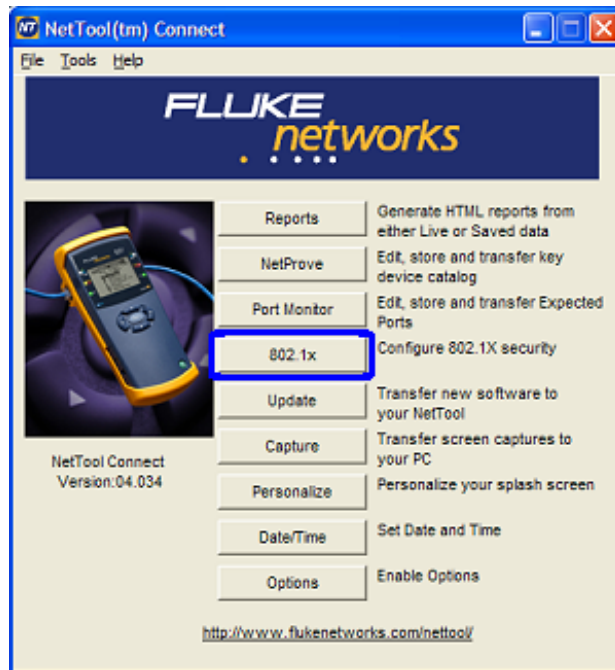 NetTool(tm) Connect
File Tools Help
FLUKE
networks
Reports
Generate HTML reports from
either Live or Saved data
NetProve
Edit, store and transfer key
device catalog
Port Monitor
Edit, store and transfer Expected
Ports
802.1x
Configure 802.1X security
Update
Transfer new software to
your NetTool
Capture
Transfer screen captures to
your PC
NetTool Connect
Version:04.034
Personalize
Personalize your splash screen
Date/Time
Set Date and Time
Options
Enable Options
http://www.flukenetworks.com/nettool/